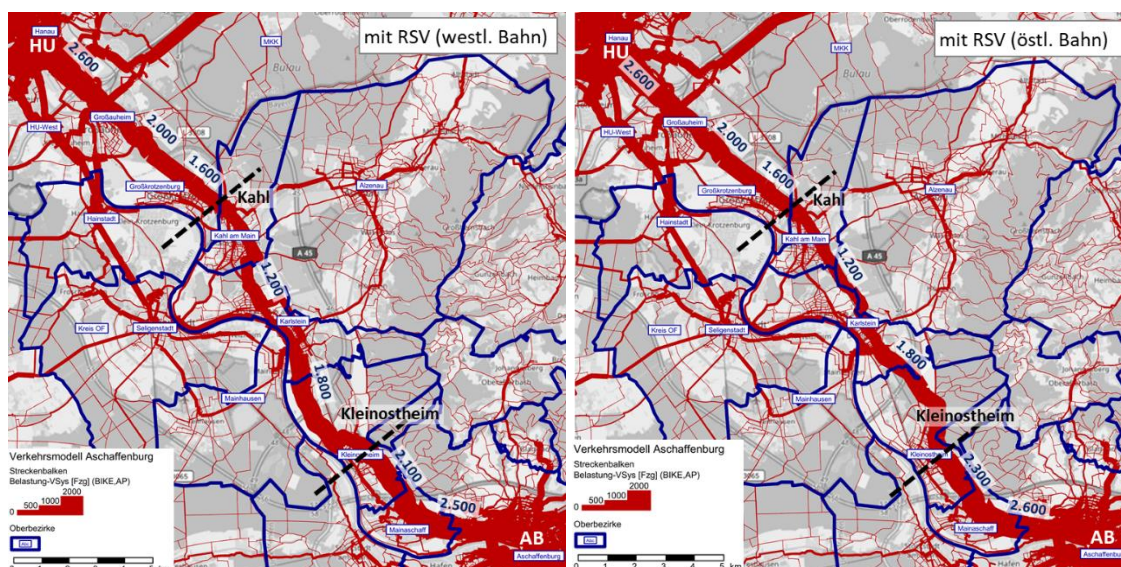 mit RSV (westl. Bahn)
Hanau
HU
MKK
Bulau
2.600
Großauheim
HU-West
2.000
L 3308
1.600
Großkrotzenburg
Kahl
Alzenau
Hainstadt
Klein-Krotzenburg
Kahl am Main
A 45
1.200
Karlstein
Kreis OF
Seligenstadt
1.800
Mainhausen
Kleinostheim
Kleinostheim
2.100
2.500
Mainaschaff
AB
Aschaffenburg
Hafen
Verkehrsmodell Aschaffenburg
Streckenbalken
Belastung-VSys [Fzg] (BIKE,AP)
0 500 1000 2000
Oberbezirke
mit RSV (östl. Bahn)
Hanau
HU
MKK
Bulau
2.600
Großauheim
HU-West
2.000
1.600
Großkrotzenburg
Kahl
Alzenau
Hainstadt
Kahl am Main
A 45
1.200
Karlstein
Kreis OF
Seligenstadt
1.800
Mainhausen
Kleinostheim
Kleinostheim
2.300
2.600
Mainaschaff
AB
Aschaffenburg
Hafen
Verkehrsmodell Aschaffenburg
Streckenbalken
Belastung-VSys [Fzg] (BIKE,AP)
0 500 1000 2000
Oberbezirke
0 1 2 3 4 5 km